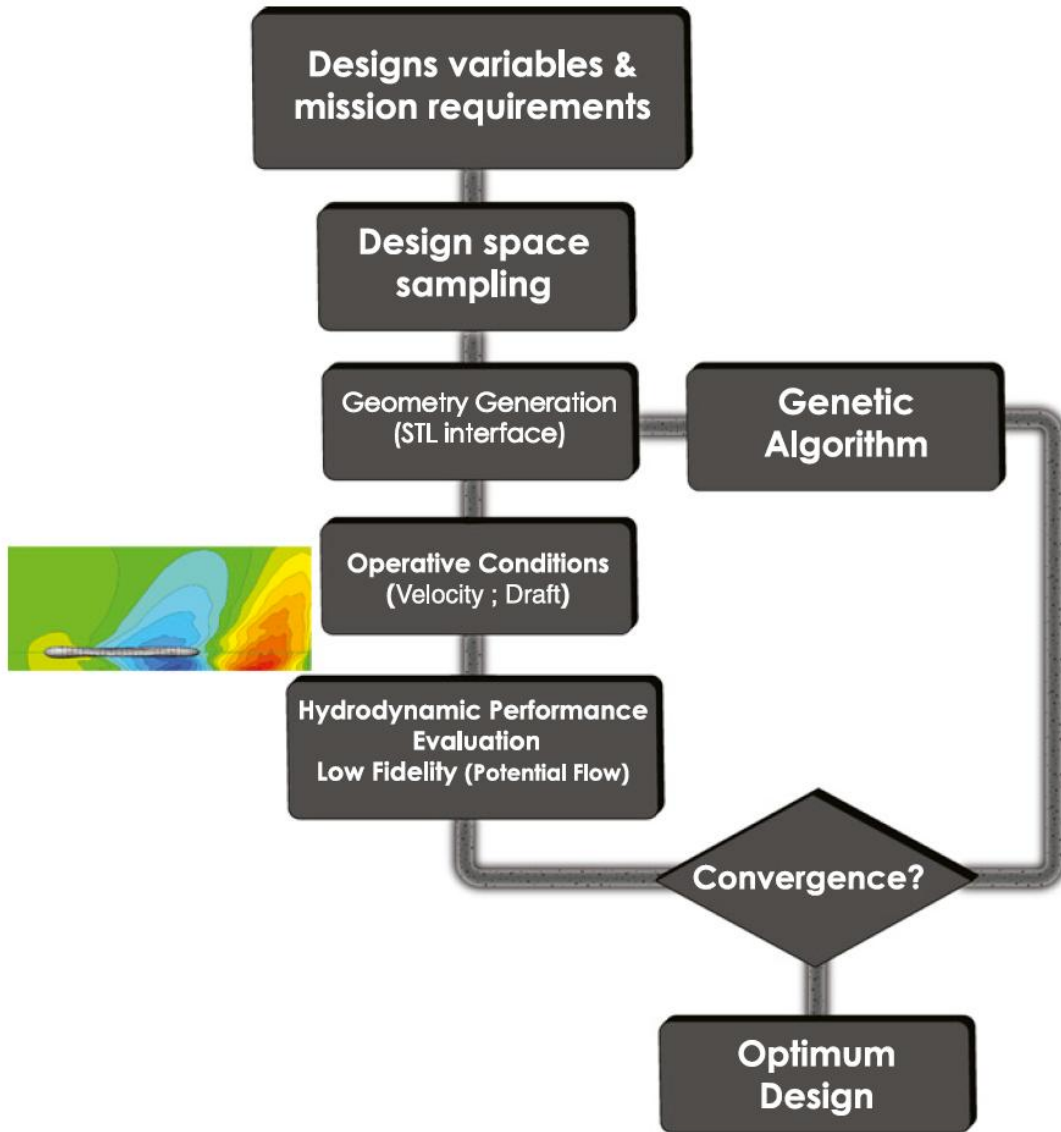 Designs variables &
mission requirements
Design space
sampling
Geometry Generation
(STL interface)
Genetic
Algorithm
Operative Conditions
(Velocity ; Draft)
Hydrodynamic Performance
Evaluation
Low Fidelity (Potential Flow)
Convergence?
Optimum
Design